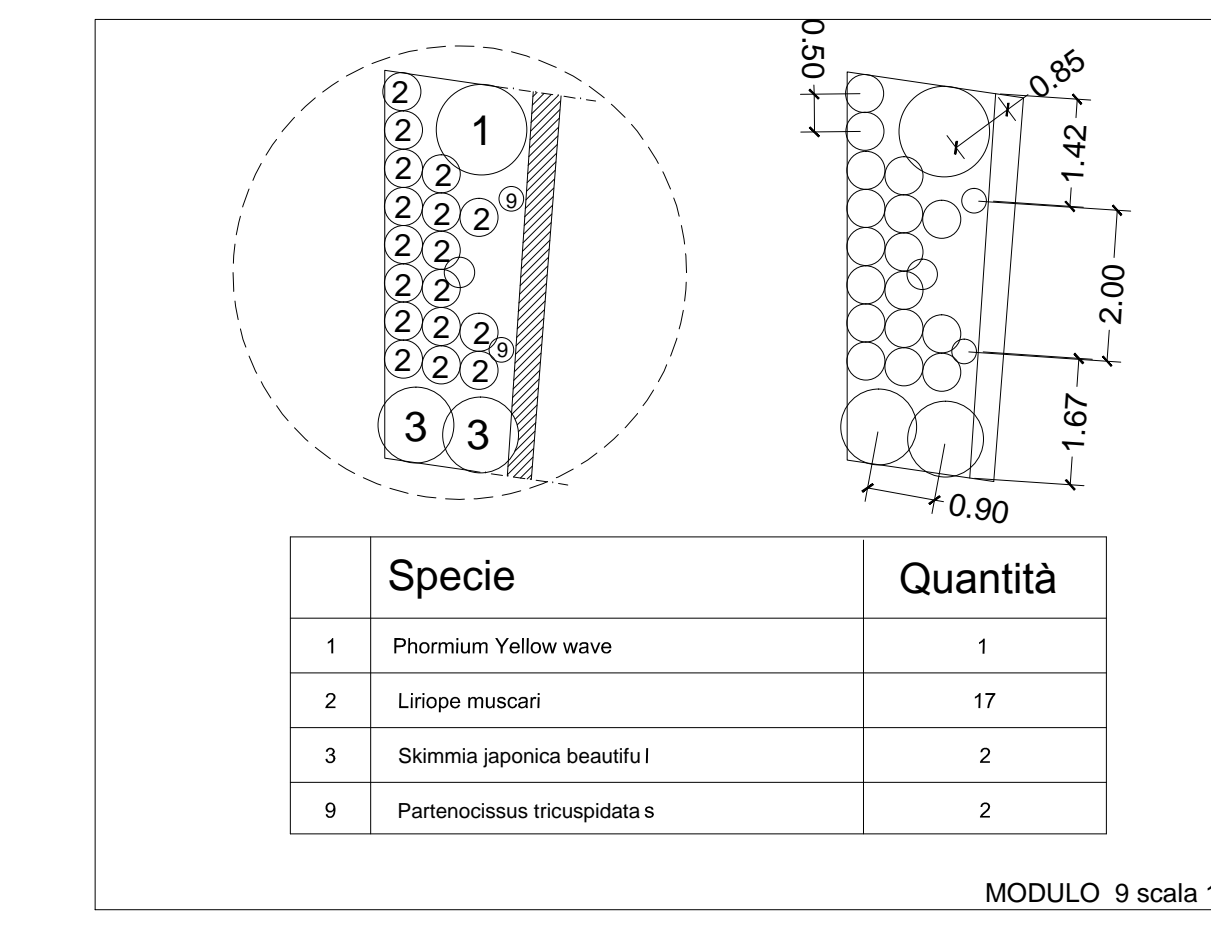 2
2 1
2 2
2 2 2 9
2 2
2 2
2 2 2
2 2 2 9
3 3
0.50
0.85
1.42
2.00
1.67
0.90
Specie Quantità
1 Phormium Yellow wave 1
2 Liriope muscari 17
3 Skimmia japonica beautiful 2
9 Partenocissus tricuspidata s 2
MODULO 9 scala 1